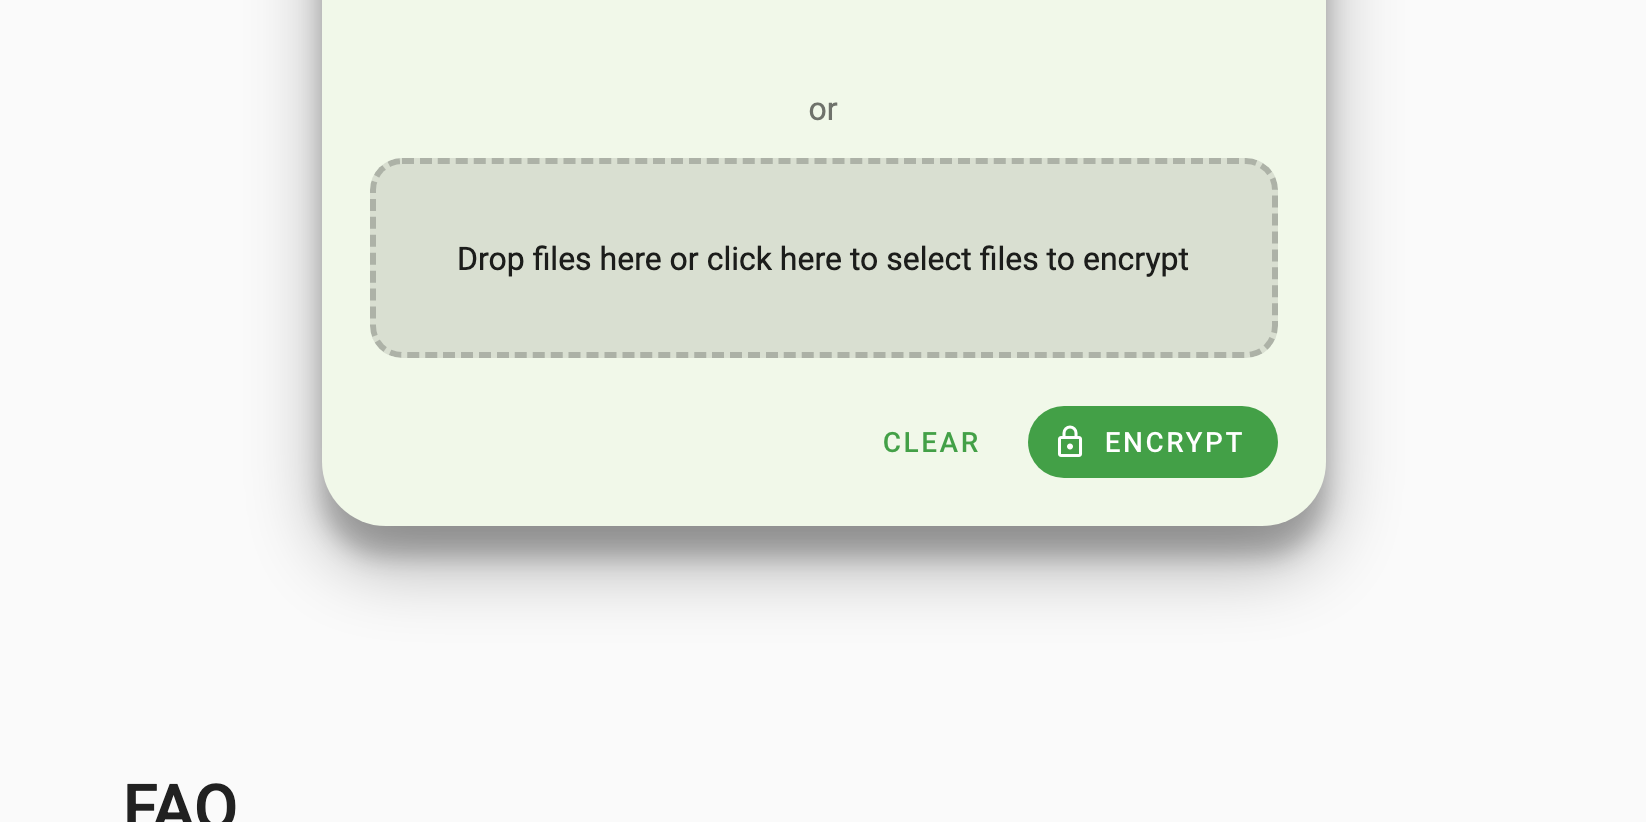 or
Drop files here or click here to select files to encrypt
CLEAR
ENCRYPT
FAQ